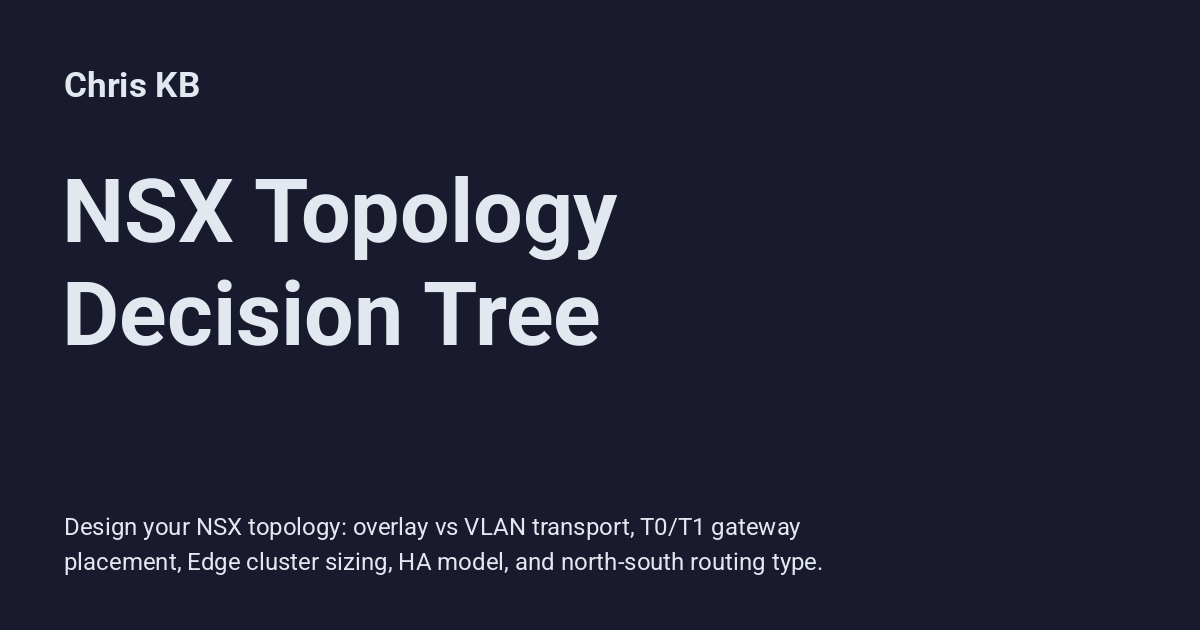 Chris KB
NSX Topology
Decision Tree
Design your NSX topology: overlay vs VLAN transport, T0/T1 gateway
placement, Edge cluster sizing, HA model, and north-south routing type.